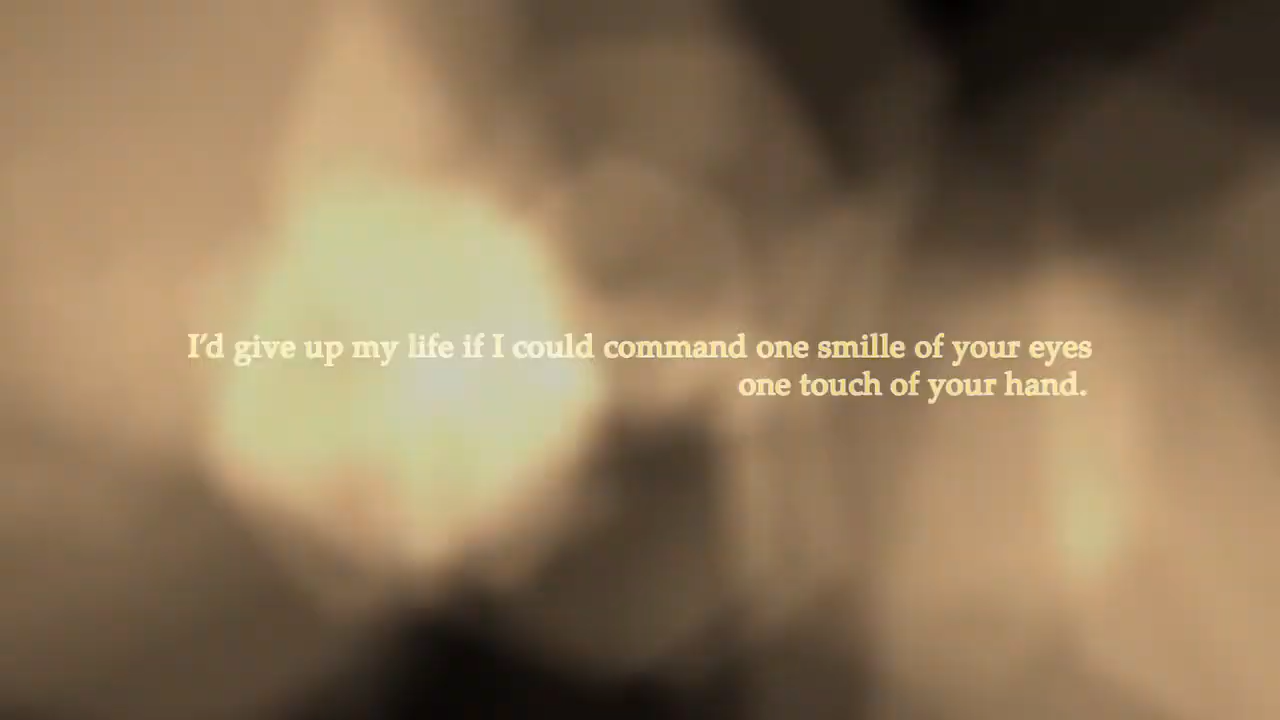 I'd give up my life if I could command one smille of your eyes
one touch of your hand.